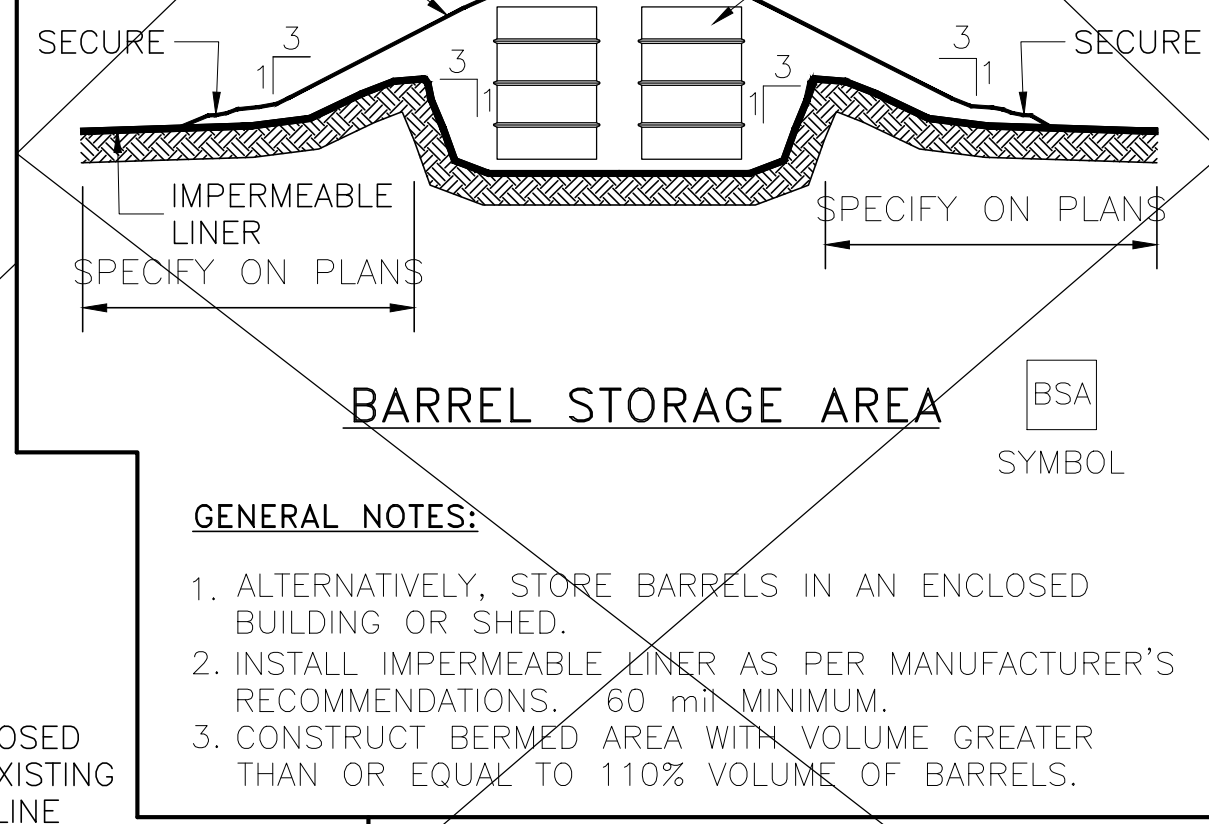 SECURE
3
1
3
1
3
1
3
1
SECURE
IMPERMEABLE
LINER
SPECIFY ON PLANS
SPECIFY ON PLANS
BARREL STORAGE AREA
BSA
SYMBOL
GENERAL NOTES:
1. ALTERNATIVELY, STORE BARRELS IN AN ENCLOSED
BUILDING OR SHED.
2. INSTALL IMPERMEABLE LINER AS PER MANUFACTURER'S
RECOMMENDATIONS. 60 mil MINIMUM.
3. CONSTRUCT BERMED AREA WITH VOLUME GREATER
THAN OR EQUAL TO 110% VOLUME OF BARRELS.
OSED
XISTING
LINE